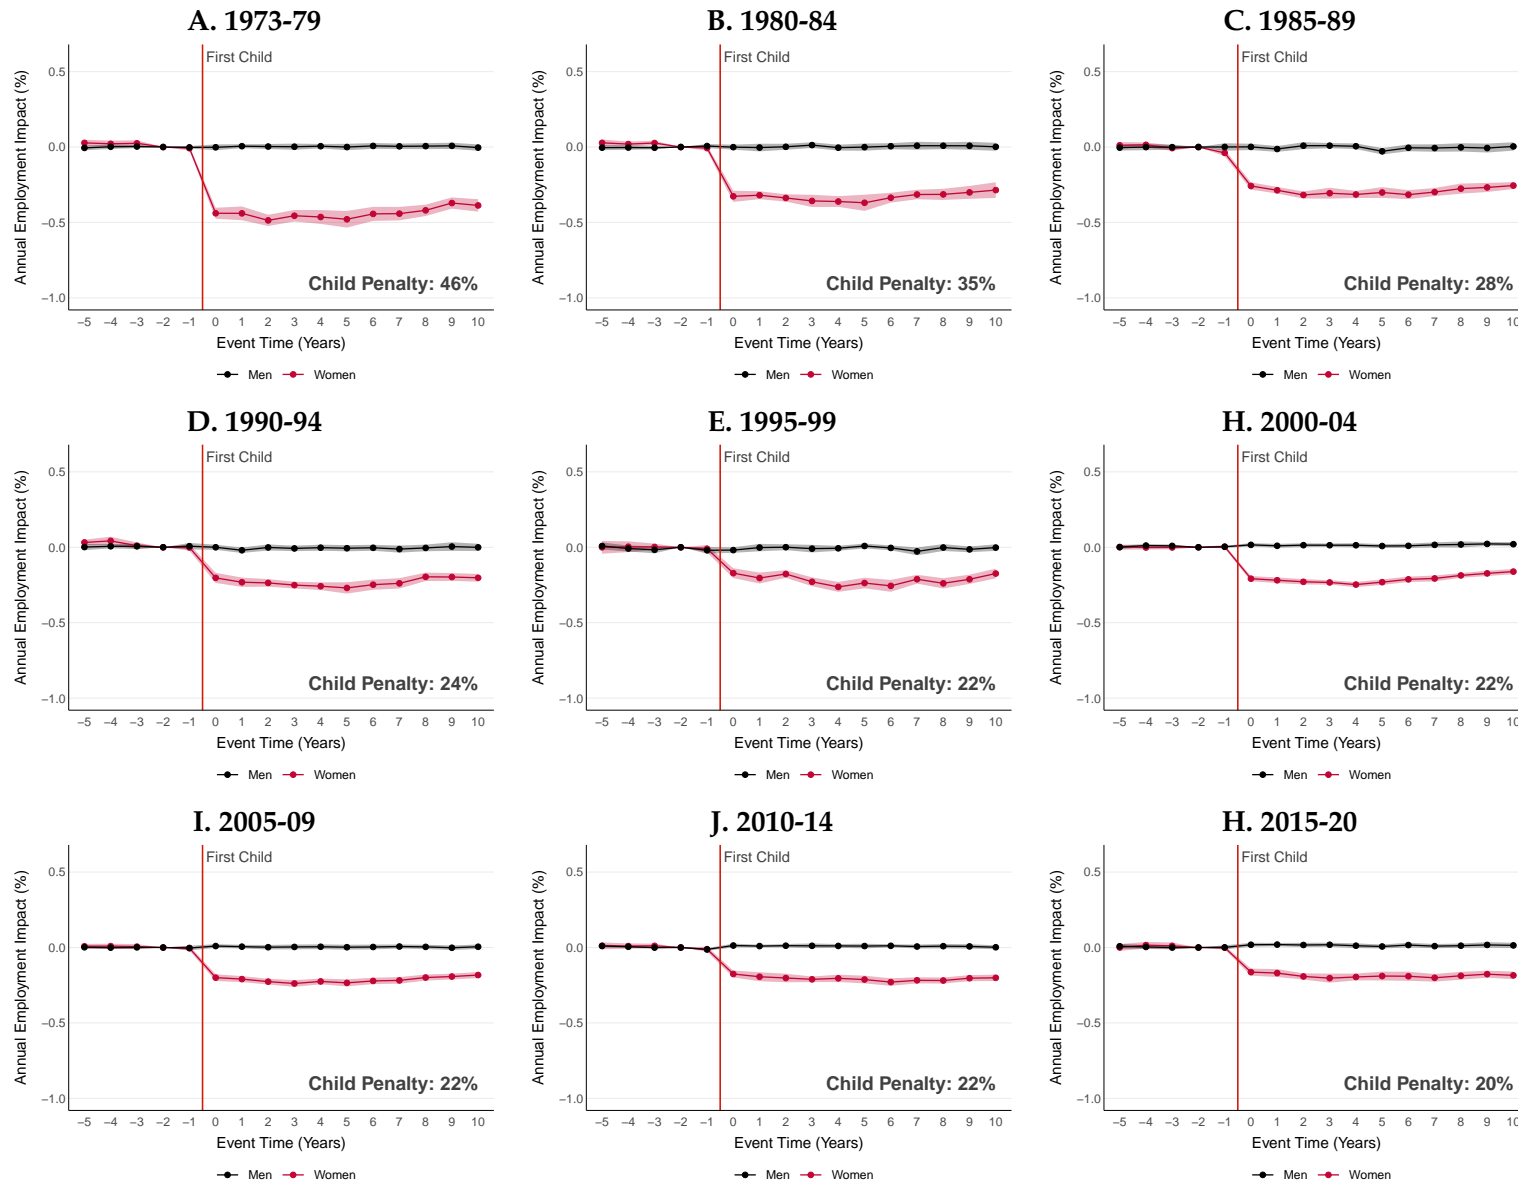 A. 1973-79
First Child
Annual Employment Impact (%)
0.5
0.0
−0.5
−1.0
Child Penalty: 46%
−5 −4 −3 −2 −1 0 1 2 3 4 5 6 7 8 9 10
Event Time (Years)
Men Women
B. 1980-84
First Child
Annual Employment Impact (%)
0.5
0.0
−0.5
−1.0
Child Penalty: 35%
−5 −4 −3 −2 −1 0 1 2 3 4 5 6 7 8 9 10
Event Time (Years)
Men Women
C. 1985-89
First Child
Annual Employment Impact (%)
0.5
0.0
−0.5
−1.0
Child Penalty: 28%
−5 −4 −3 −2 −1 0 1 2 3 4 5 6 7 8 9 10
Event Time (Years)
Men Women
D. 1990-94
First Child
Annual Employment Impact (%)
0.5
0.0
−0.5
−1.0
Child Penalty: 24%
−5 −4 −3 −2 −1 0 1 2 3 4 5 6 7 8 9 10
Event Time (Years)
Men Women
E. 1995-99
First Child
Annual Employment Impact (%)
0.5
0.0
−0.5
−1.0
Child Penalty: 22%
−5 −4 −3 −2 −1 0 1 2 3 4 5 6 7 8 9 10
Event Time (Years)
Men Women
H. 2000-04
First Child
Annual Employment Impact (%)
0.5
0.0
−0.5
−1.0
Child Penalty: 22%
−5 −4 −3 −2 −1 0 1 2 3 4 5 6 7 8 9 10
Event Time (Years)
Men Women
I. 2005-09
First Child
Annual Employment Impact (%)
0.5
0.0
−0.5
−1.0
Child Penalty: 22%
−5 −4 −3 −2 −1 0 1 2 3 4 5 6 7 8 9 10
Event Time (Years)
Men Women
J. 2010-14
First Child
Annual Employment Impact (%)
0.5
0.0
−0.5
−1.0
Child Penalty: 22%
−5 −4 −3 −2 −1 0 1 2 3 4 5 6 7 8 9 10
Event Time (Years)
Men Women
H. 2015-20
First Child
Annual Employment Impact (%)
0.5
0.0
−0.5
−1.0
Child Penalty: 20%
−5 −4 −3 −2 −1 0 1 2 3 4 5 6 7 8 9 10
Event Time (Years)
Men Women